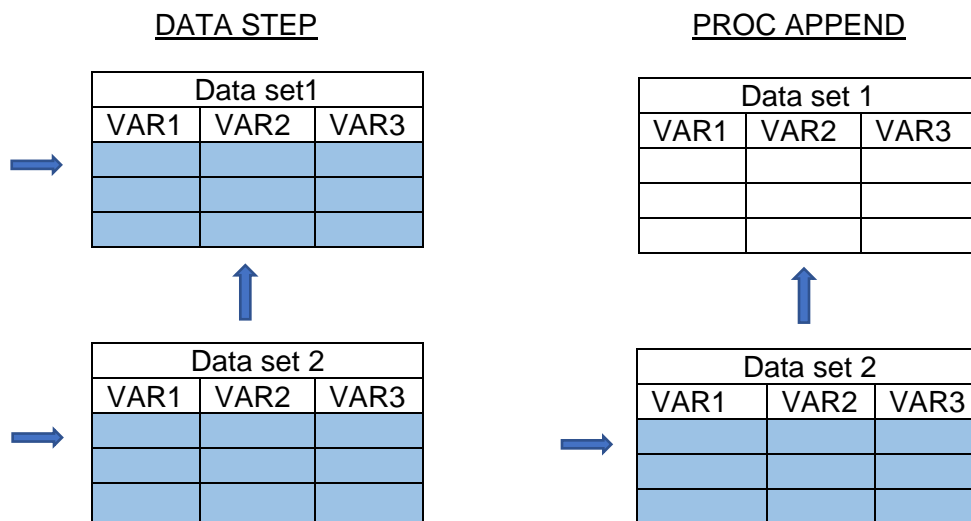 DATA STEP
Data set1
VAR1 VAR2 VAR3
Data set 2
VAR1 VAR2 VAR3
PROC APPEND
Data set 1
VAR1 VAR2 VAR3
Data set 2
VAR1 VAR2 VAR3